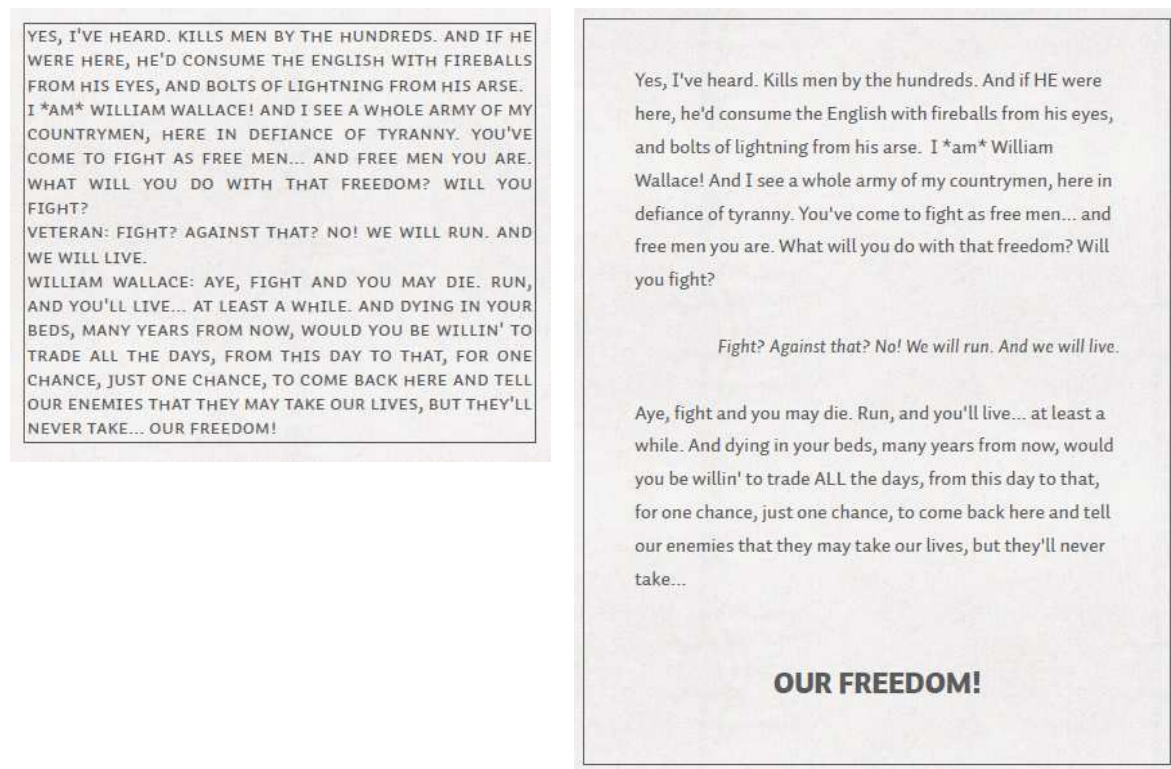 YES, I'VE HEARD. KILLS MEN BY THE HUNDREDS. AND IF HE
WERE HERE, HE'D CONSUME THE ENGLISH WITH FIREBALLS
FROM HIS EYES, AND BOLTS OF LIGHTNING FROM HIS ARSE.
I *AM* WILLIAM WALLACE! AND I SEE A WHOLE ARMY OF MY
COUNTRYMEN, HERE IN DEFIANCE OF TYRANNY. YOU'VE
COME TO FIGHT AS FREE MEN... AND FREE MEN YOU ARE.
WHAT WILL YOU DO WITH THAT FREEDOM? WILL YOU
FIGHT?
VETERAN: FIGHT? AGAINST THAT? NO! WE WILL RUN. AND
WE WILL LIVE.
WILLIAM WALLACE: AYE, FIGHT AND YOU MAY DIE. RUN,
AND YOU'LL LIVE... AT LEAST A WHILE. AND DYING IN YOUR
BEDS, MANY YEARS FROM NOW, WOULD YOU BE WILLIN' TO
TRADE ALL THE DAYS, FROM THIS DAY TO THAT, FOR ONE
CHANCE, JUST ONE CHANCE, TO COME BACK HERE AND TELL
OUR ENEMIES THAT THEY MAY TAKE OUR LIVES, BUT THEY'LL
NEVER TAKE... OUR FREEDOM!
Yes, I've heard. Kills men by the hundreds. And if HE were
here, he'd consume the English with fireballs from his eyes,
and bolts of lightning from his arse. I *am* William
Wallace! And I see a whole army of my countrymen, here in
defiance of tyranny. You've come to fight as free men... and
free men you are. What will you do with that freedom? Will
you fight?
Fight? Against that? No! We will run. And we will live.
Aye, fight and you may die. Run, and you'll live... at least a
while. And dying in your beds, many years from now, would
you be willin' to trade ALL the days, from this day to that,
for one chance, just one chance, to come back here and tell
our enemies that they may take our lives, but they'll never
take...
OUR FREEDOM!